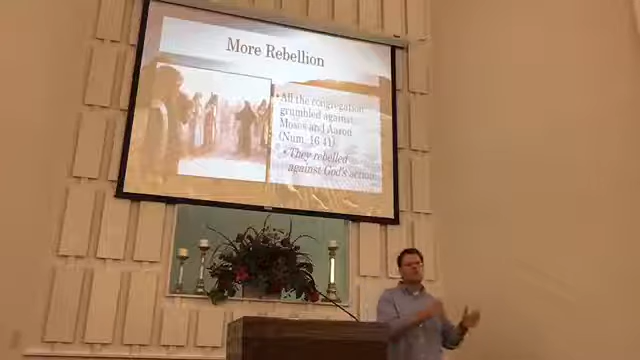 More Rebellion
• All the congregation
grumbled against
Moses and Aaron
(Num. 16:41)
• They rebelled
against God's action